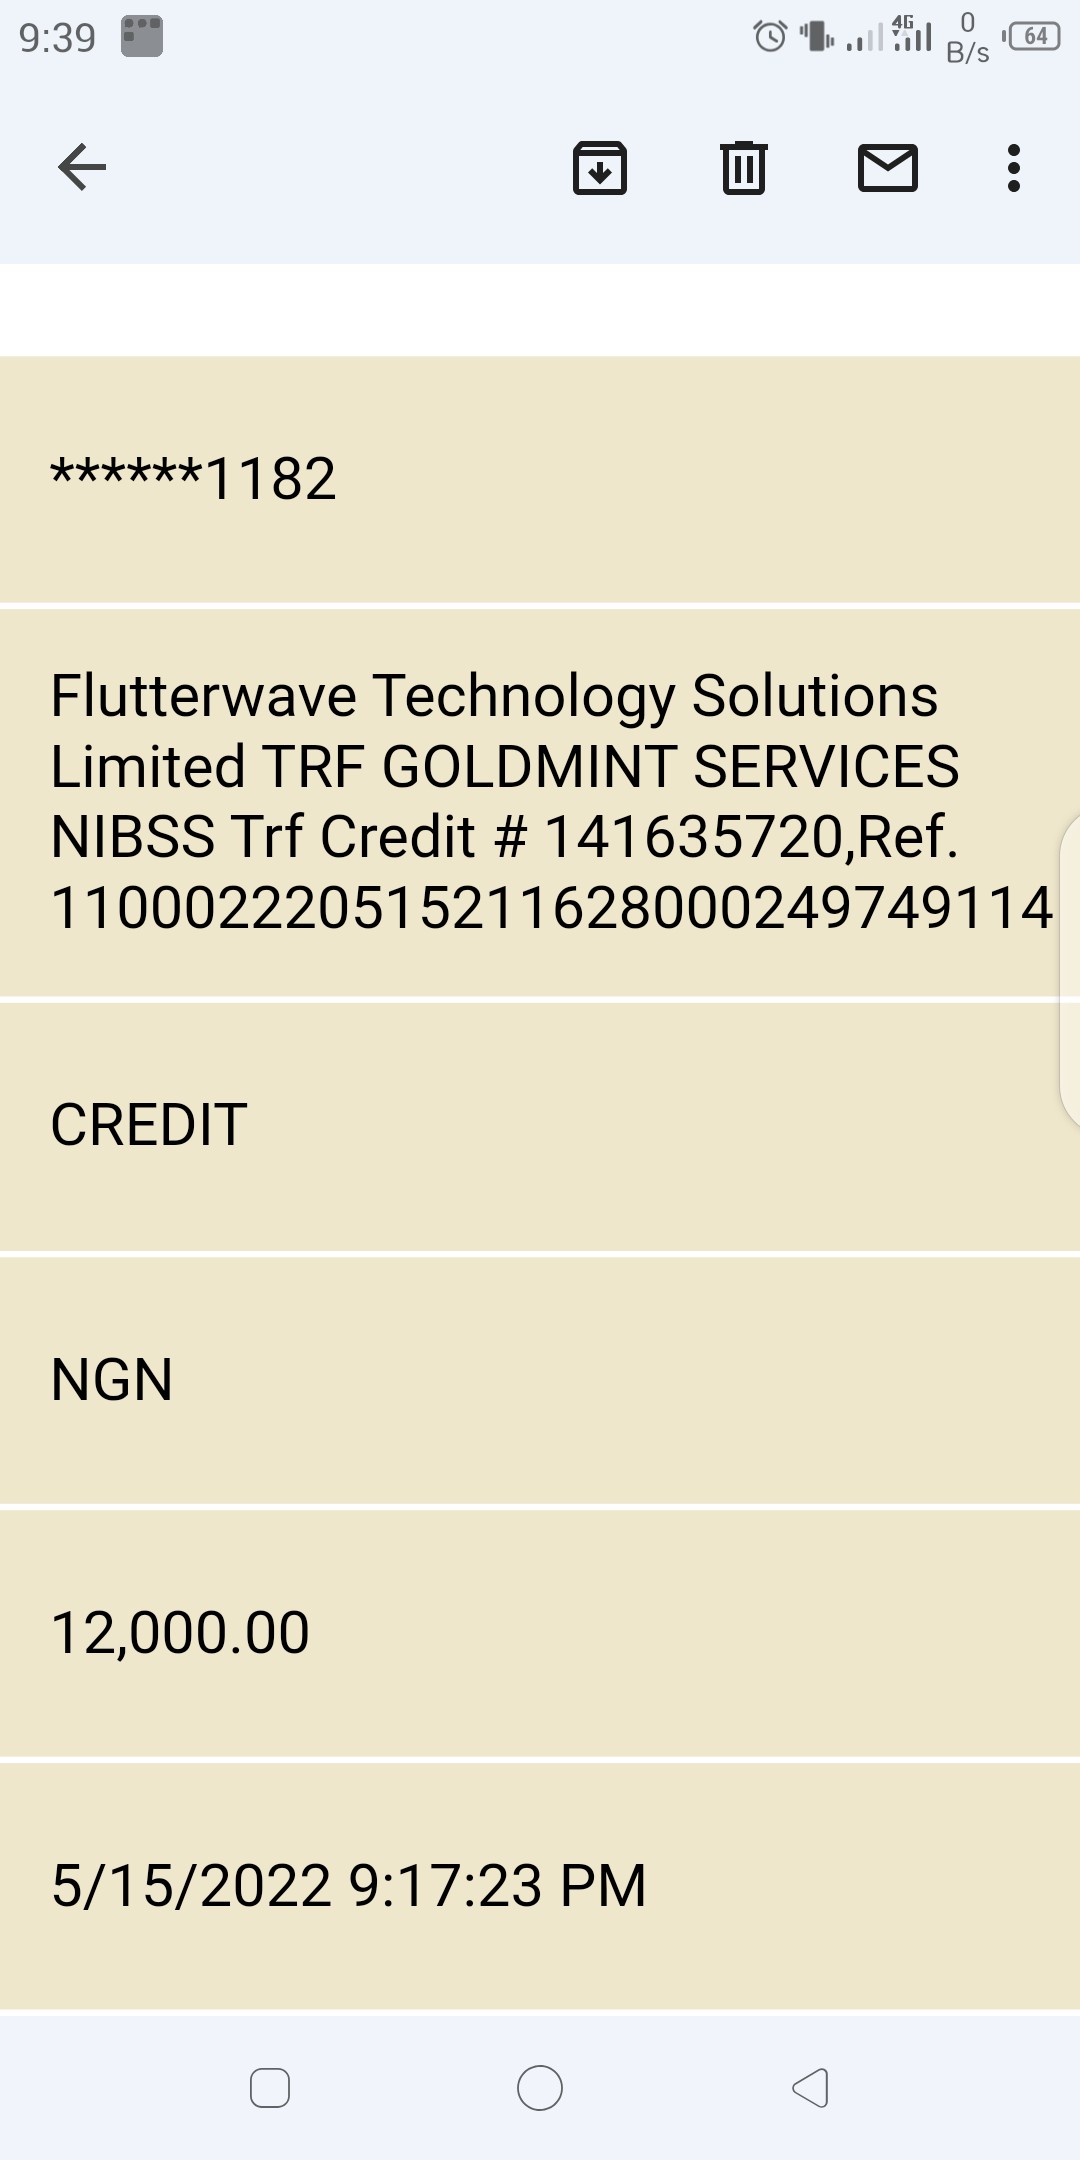 9:39
4G
0
B/s
64
******1182
Flutterwave Technology Solutions
Limited TRF GOLDMINT SERVICES
NIBSS Trf Credit # 141635720,Ref.
110002220515211628000249749114
CREDIT
NGN
12,000.00
5/15/2022 9:17:23 PM